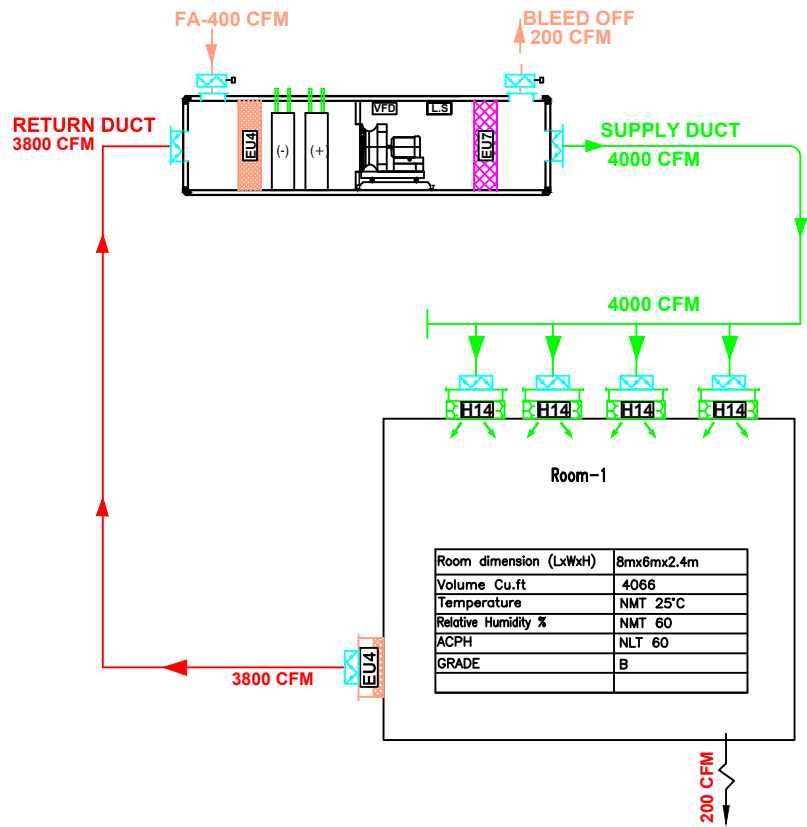 FA-400 CFM
BLEED OFF
200 CFM
RETURN DUCT
3800 CFM
EU4
(-)
(+)
VFD
L.S
EU7
SUPPLY DUCT
4000 CFM
4000 CFM
H14
H14
H14
H14
Room-1
Room dimension (LxWxH) 8mx6mx2.4m
Volume Cu.ft 4066
Temperature NMT 25°C
Relative Humidity % NMT 60
ACPH NLT 60
GRADE B
EU4
3800 CFM
200 CFM